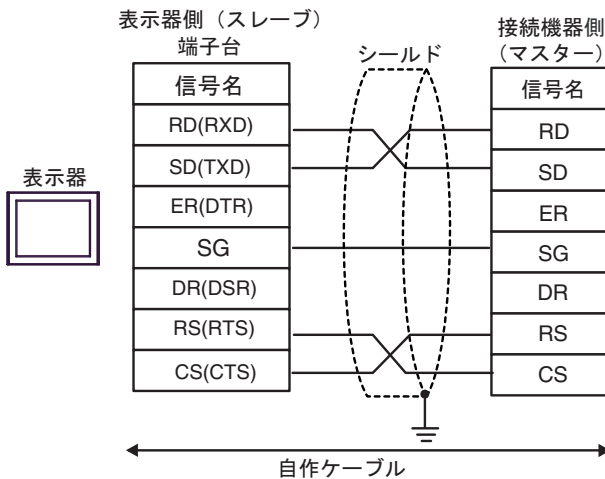 表示器側（スレーブ）
端子台
シールド
接続機器側
（マスター）
表示器
信号名
RD(RXD)
SD(TXD)
ER(DTR)
SG
DR(DSR)
RS(RTS)
CS(CTS)
信号名
RD
SD
ER
SG
DR
RS
CS
自作ケーブル